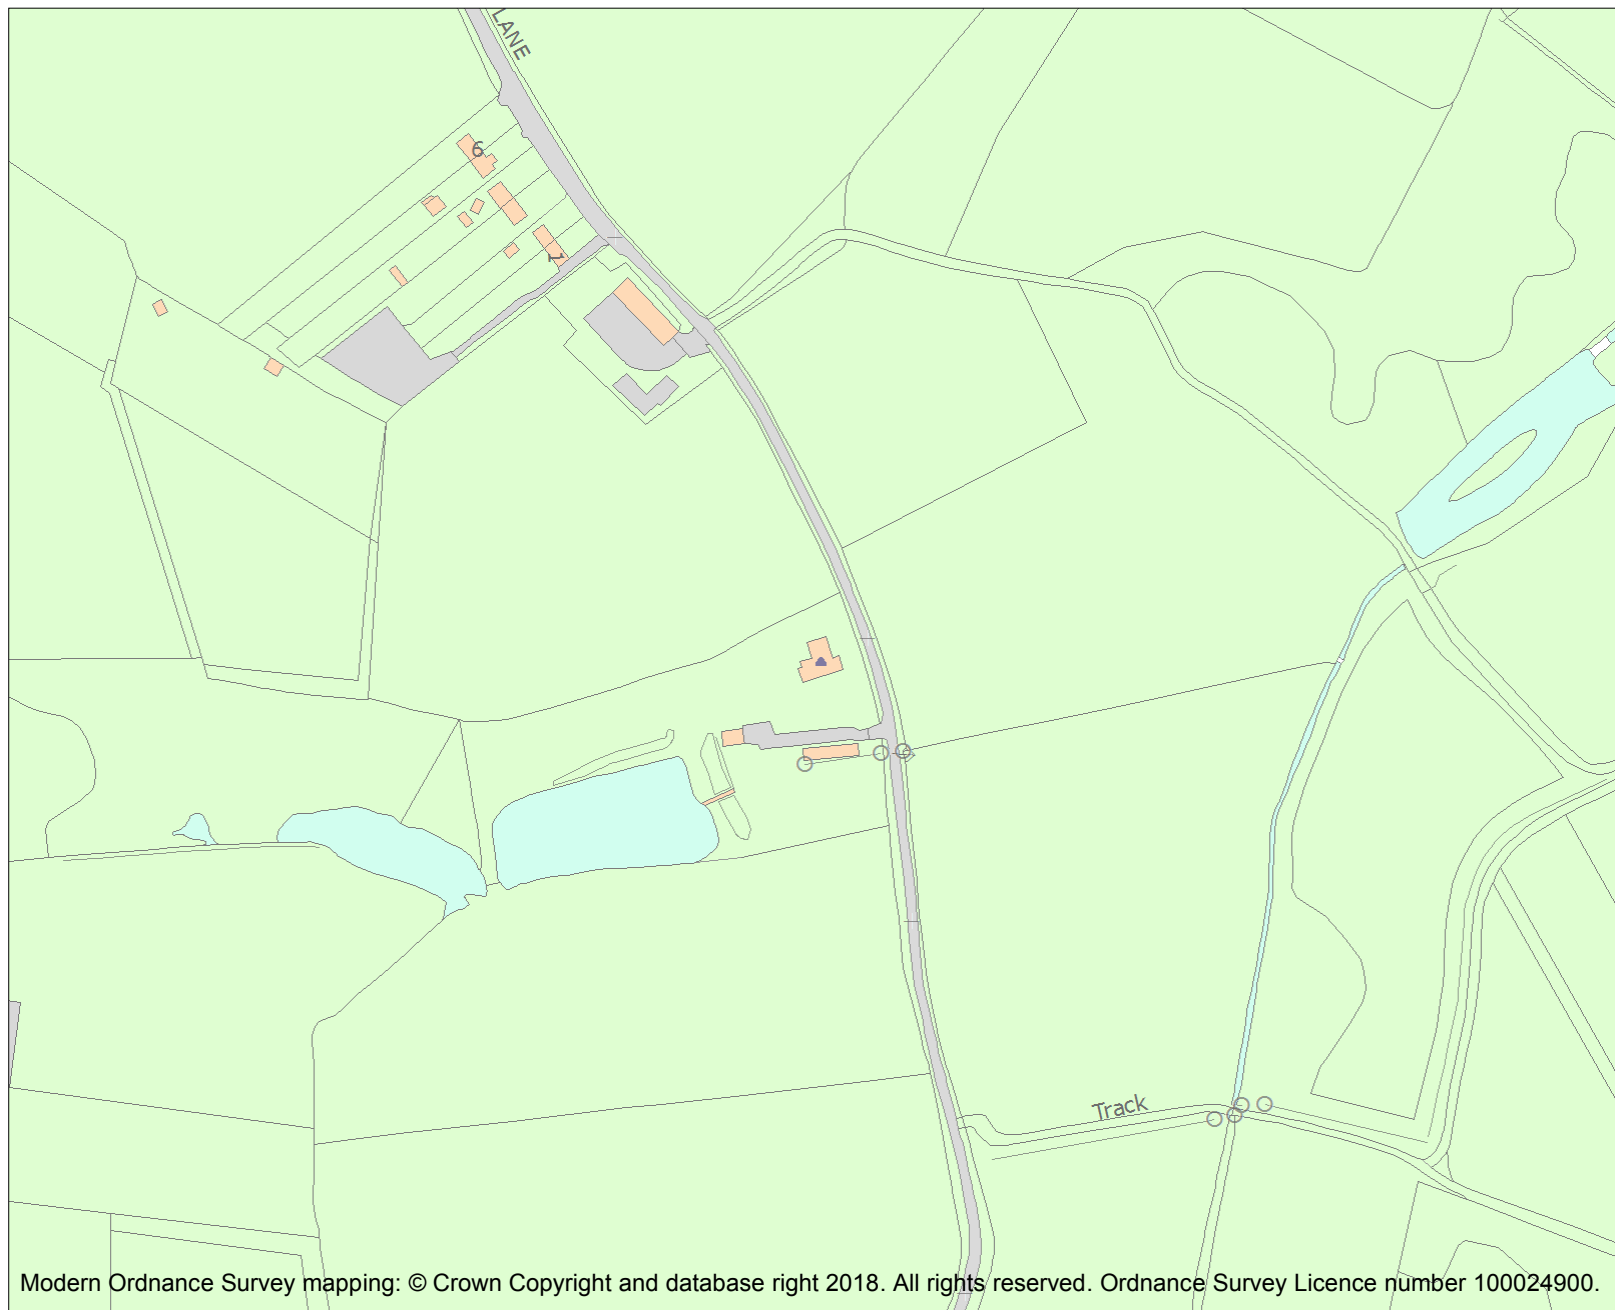 LANE
6
1
Track
Modern Ordnance Survey mapping: © Crown Copyright and database right 2018. All rights reserved. Ordnance Survey Licence number 100024900.